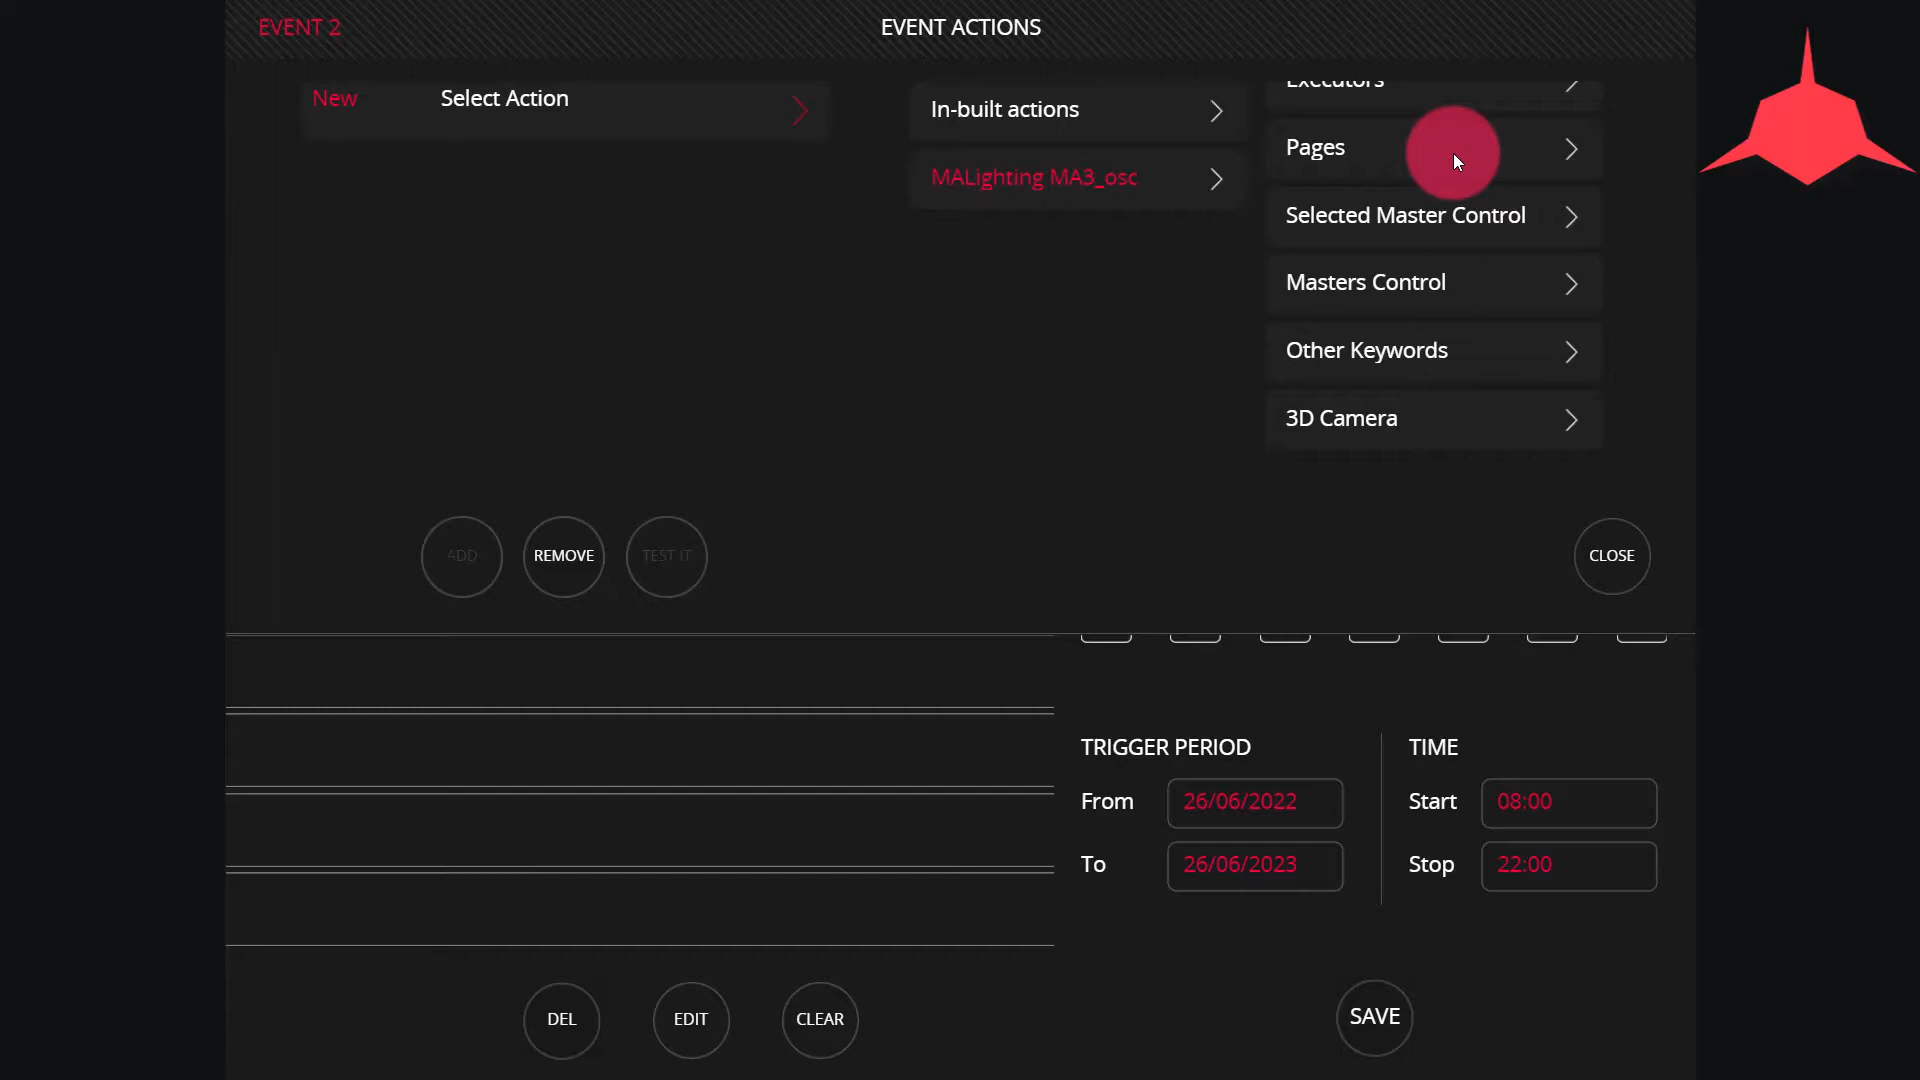 EVENT 2
EVENT ACTIONS
New
Select Action
In-built actions
MALighting MA3_osc
Executors
Pages
Selected Master Control
Masters Control
Other Keywords
3D Camera
ADD
REMOVE
TEST IT
CLOSE
TRIGGER PERIOD
TIME
From
26/06/2022
Start
08:00
To
26/06/2023
Stop
22:00
DEL
EDIT
CLEAR
SAVE